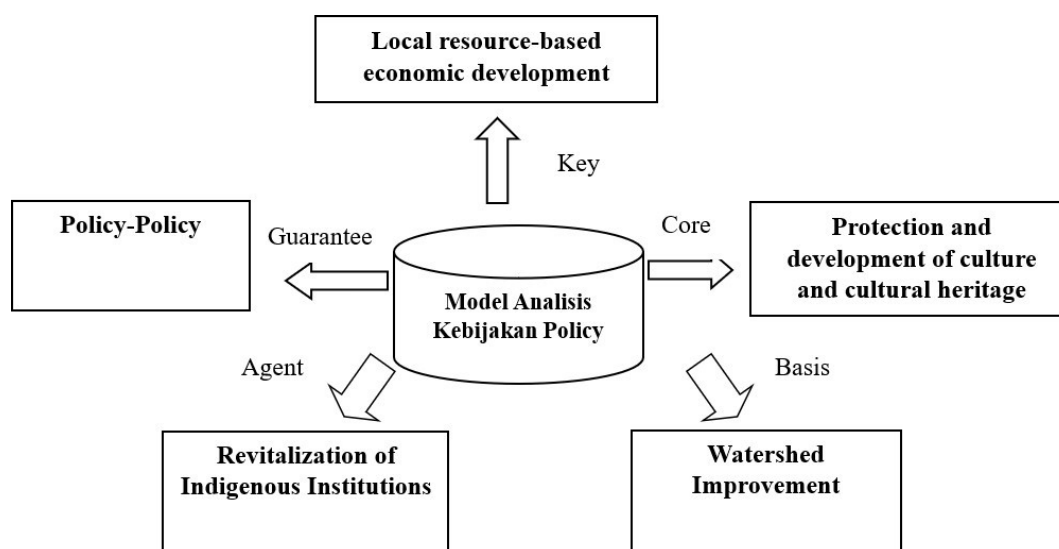 Local resource-based
economic development
Key
Policy-Policy
Guarantee
Core
Protection and
development of culture
and cultural heritage
Model Analisis
Kebijakan Policy
Agent
Basis
Revitalization of
Indigenous Institutions
Watershed
Improvement